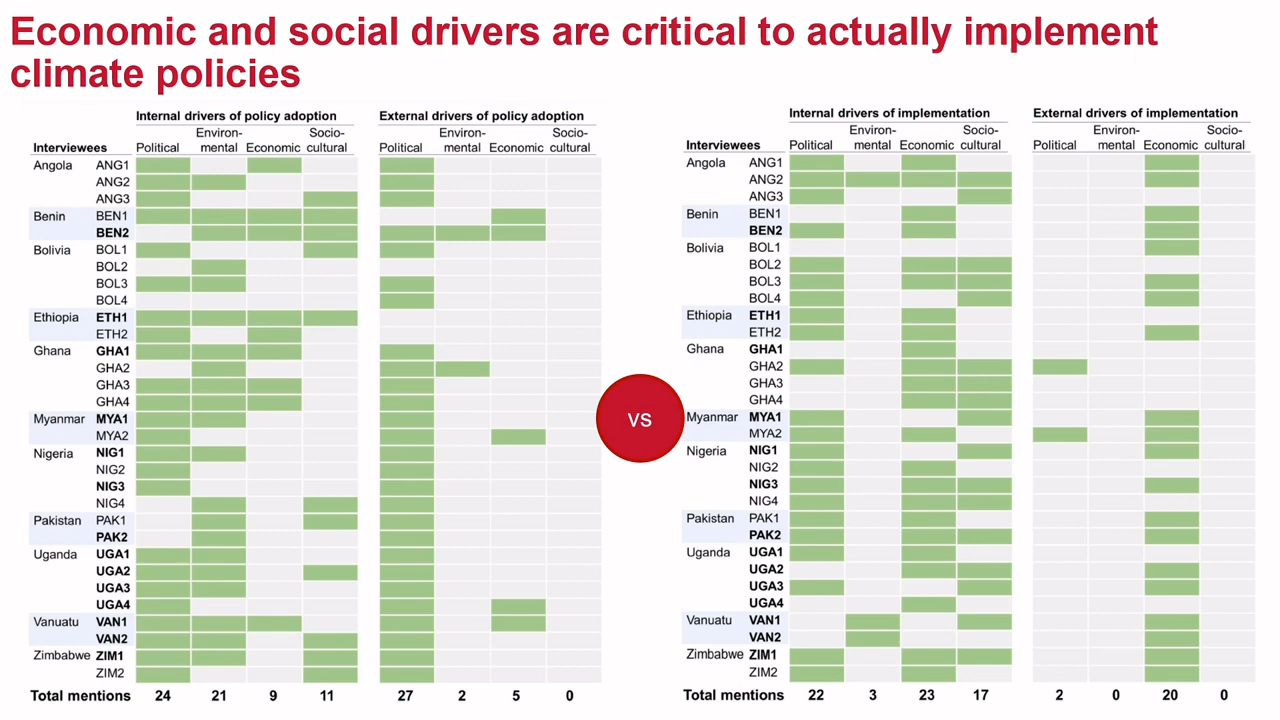 Economic and social drivers are critical to actually implement
climate policies
Internal drivers of policy adoption External drivers of policy adoption
Interviewees Political Environ-mental Economic Socio-cultural Political Environ-mental Economic Socio-cultural
Angola ANG1
ANG2
ANG3
Benin BEN1
BEN2
Bolivia BOL1
BOL2
BOL3
BOL4
Ethiopia ETH1
ETH2
Ghana GHA1
GHA2
GHA3
GHA4
Myanmar MYA1
MYA2
Nigeria NIG1
NIG2
NIG3
NIG4
Pakistan PAK1
PAK2
Uganda UGA1
UGA2
UGA3
UGA4
Vanuatu VAN1
VAN2
Zimbabwe ZIM1
ZIM2
Total mentions 24 21 9 11 27 2 5 0
vs
Internal drivers of implementation External drivers of implementation
Interviewees Political Environ-mental Economic Socio-cultural Political Environ-mental Economic Socio-cultural
Angola ANG1
ANG2
ANG3
Benin BEN1
BEN2
Bolivia BOL1
BOL2
BOL3
BOL4
Ethiopia ETH1
ETH2
Ghana GHA1
GHA2
GHA3
GHA4
Myanmar MYA1
MYA2
Nigeria NIG1
NIG2
NIG3
NIG4
Pakistan PAK1
PAK2
Uganda UGA1
UGA2
UGA3
UGA4
Vanuatu VAN1
VAN2
Zimbabwe ZIM1
ZIM2
Total mentions 22 3 23 17 2 0 20 0